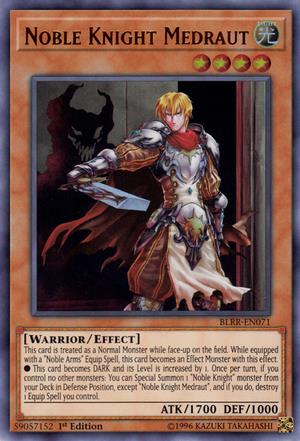 NOBLE KNIGHT MEDRAUT
光
BLRR-EN071
[WARRIOR/EFFECT]
This card is treated as a Normal Monster while face-up on the field. While equipped
with a "Noble Arms" Equip Spell, this card becomes an Effect Monster with this effect.
● This card becomes DARK and its Level is increased by 1. Once per turn, if you
control no other monsters: You can Special Summon 1 "Noble Knight" monster from
your Deck in Defense Position, except "Noble Knight Medraut", and if you do, destroy
1 Equip Spell you control.
ATK/1700 DEF/1000
S9057152 1st Edition ©1996 KAZUKI TAKAHASHI